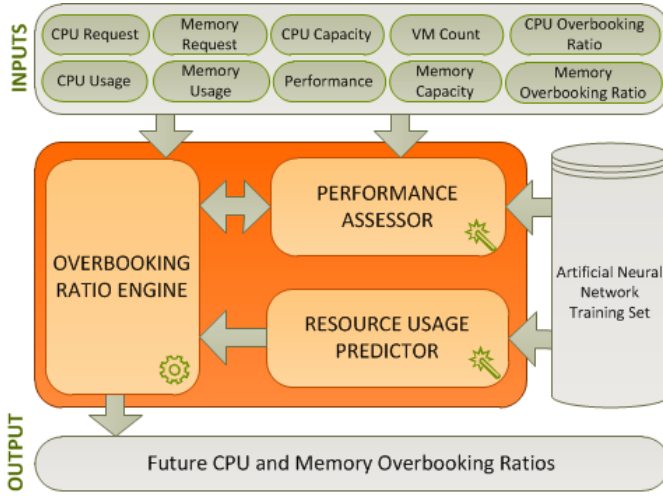 INPUTS
CPU Request
Memory
Request
CPU Capacity
VM Count
CPU Overbooking
Ratio
CPU Usage
Memory
Usage
Performance
Memory
Capacity
Memory
Overbooking Ratio
PERFORMANCE
ASSESSOR
OVERBOOKING
RATIO ENGINE
RESOURCE USAGE
PREDICTOR
Artificial Neural
Network
Training Set
OUTPUT
Future CPU and Memory Overbooking Ratios